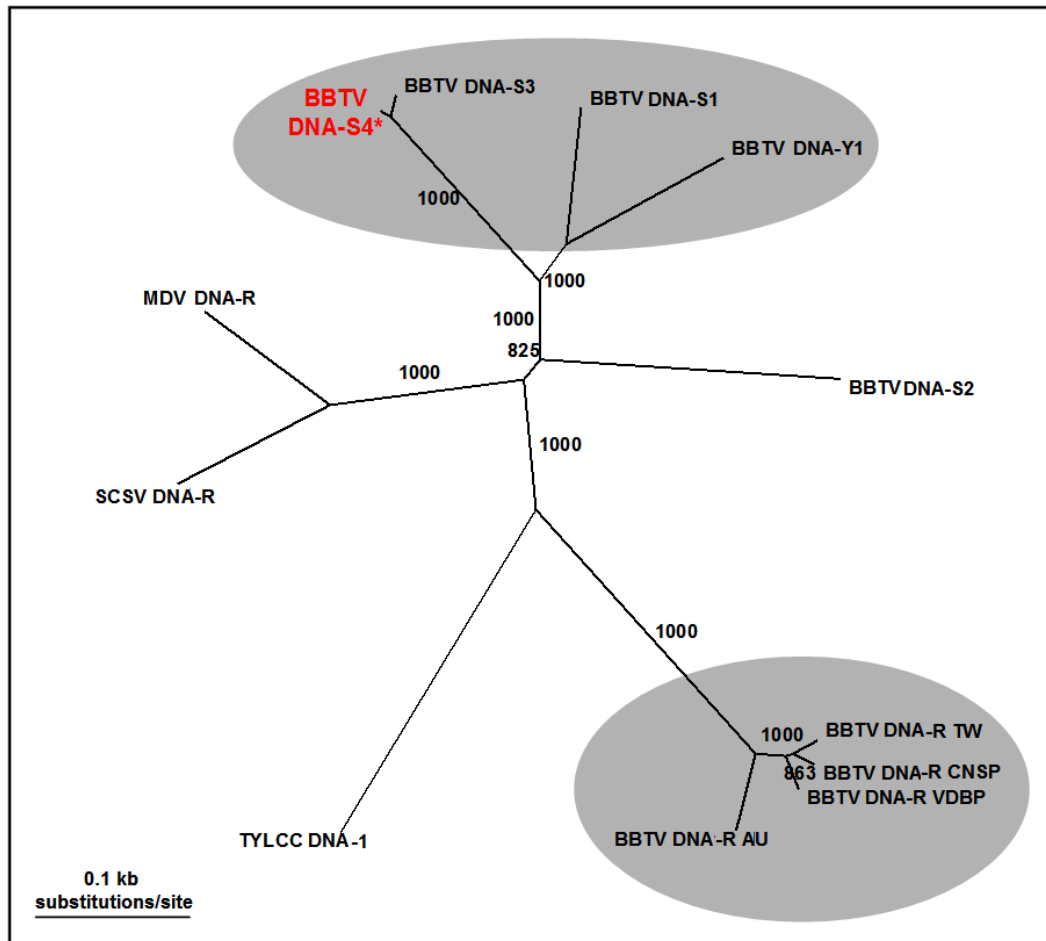 BBTV DNA-S3
BBTV
DNA-S4*
BBTV DNA-S1
BBTV DNA-Y1
1000
1000
MDV DNA-R
1000
825
1000
BBTV DNA-S2
1000
SCSV DNA-R
1000
1000
BBTV DNA-R TW
863 BBTV DNA-R CNSP
BBTV DNA-R VDBP
TYLCC DNA-1
BBTV DNA-R AU
0.1 kb
substitutions/site